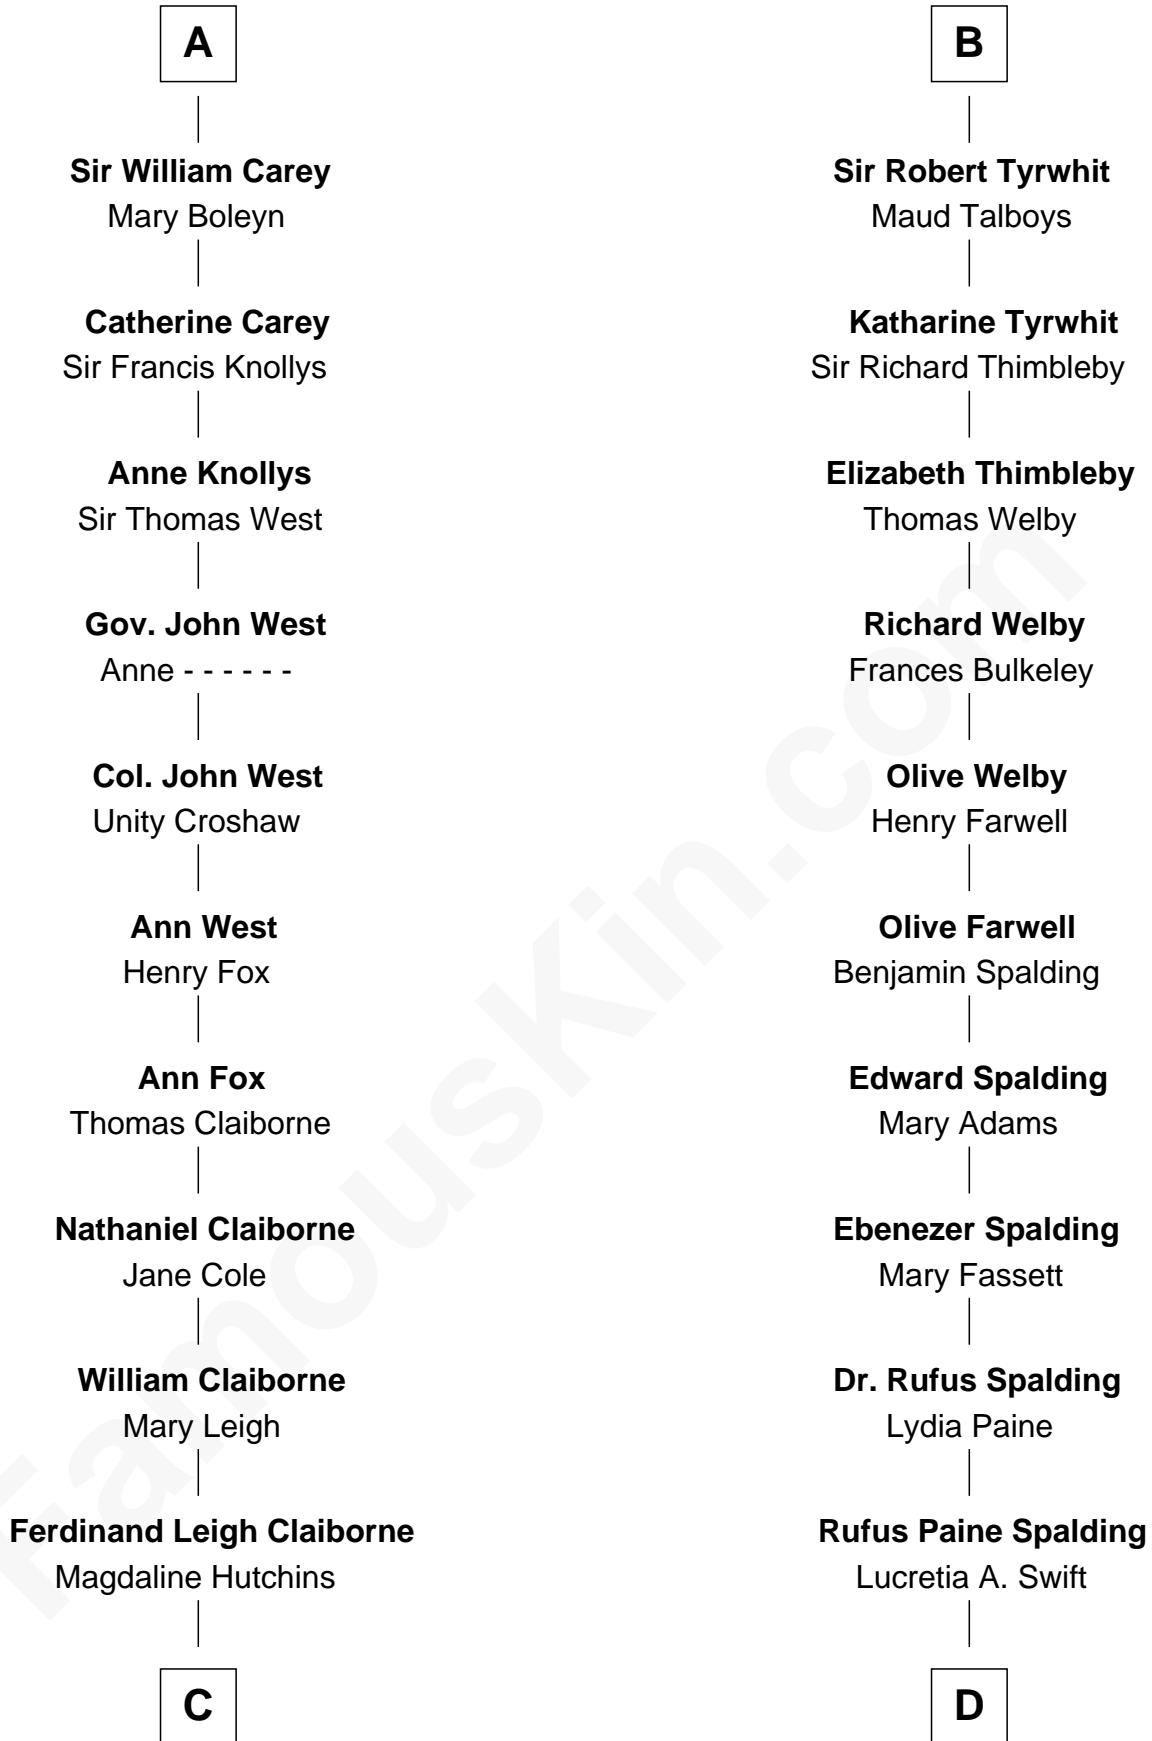 A
Sir William Carey
Mary Boleyn
Catherine Carey
Sir Francis Knollys
Anne Knollys
Sir Thomas West
Gov. John West
Anne - - - - - -
Col. John West
Unity Croshaw
Ann West
Henry Fox
Ann Fox
Thomas Claiborne
Nathaniel Claiborne
Jane Cole
William Claiborne
Mary Leigh
Ferdinand Leigh Claiborne
Magdaline Hutchins
C
B
Sir Robert Tyrwhit
Maud Talboys
Katharine Tyrwhit
Sir Richard Thimbleby
Elizabeth Thimbleby
Thomas Welby
Richard Welby
Frances Bulkeley
Olive Welby
Henry Farwell
Olive Farwell
Benjamin Spalding
Edward Spalding
Mary Adams
Ebenezer Spalding
Mary Fassett
Dr. Rufus Spalding
Lydia Paine
Rufus Paine Spalding
Lucretia A. Swift
D
FamousKin.com